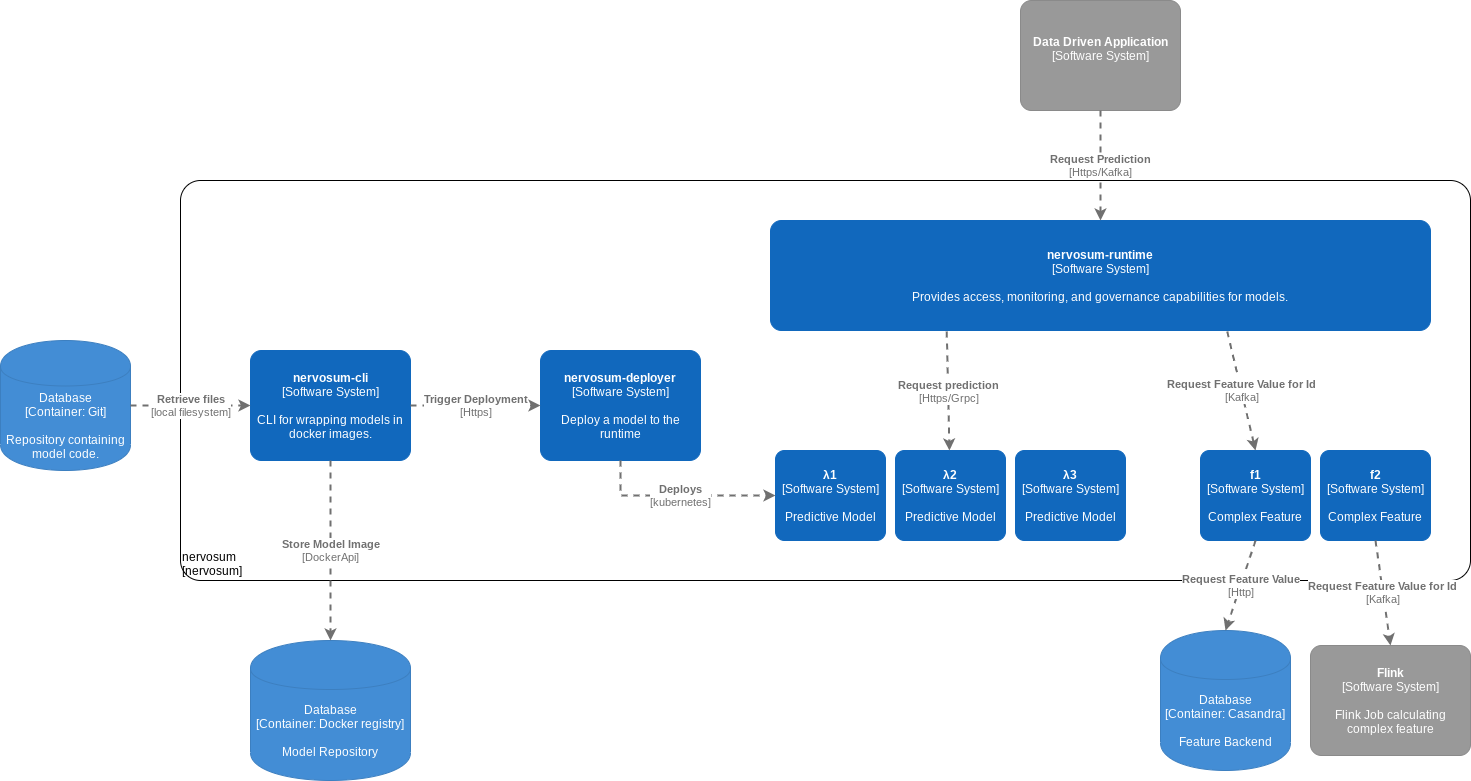 Data Driven Application
[Software System]
Request Prediction
[Https/Kafka]
nervosum-runtime
[Software System]
Provides access, monitoring, and governance capabilities for models.
Database
[Container: Git]
Repository containing
model code.
Retrieve files
[local filesystem]
nervosum-cli
[Software System]
CLI for wrapping models in
docker images.
Trigger Deployment
[Https]
nervosum-deployer
[Software System]
Deploy a model to the
runtime
Request prediction
[Https/Grpc]
Request Feature Value for Id
[Kafka]
Deploys
[kubernetes]
λ1
[Software System]
Predictive Model
λ2
[Software System]
Predictive Model
λ3
[Software System]
Predictive Model
f1
[Software System]
Complex Feature
f2
[Software System]
Complex Feature
Store Model Image
[DockerApi]
nervosum
[nervosum]
Request Feature Value
[Http]
Request Feature Value for Id
[Kafka]
Database
[Container: Docker registry]
Model Repository
Database
[Container: Casandra]
Feature Backend
Flink
[Software System]
Flink Job calculating
complex feature